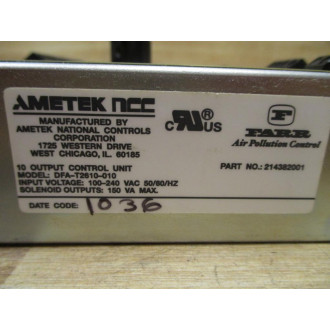 AMETEK NCC
MANUFACTURED BY
AMETEK NATIONAL CONTROLS
CORPORATION
1725 WESTERN DRIVE
WEST CHICAGO, IL. 60185
C RU US
F
FARR
Air Pollution Control
10 OUTPUT CONTROL UNIT
PART NO.: 214382001
MODEL: DFA-T2610-010
INPUT VOLTAGE: 100-240 VAC 50/60/HZ
SOLENOID OUTPUTS: 150 VA MAX.
DATE CODE: 1036